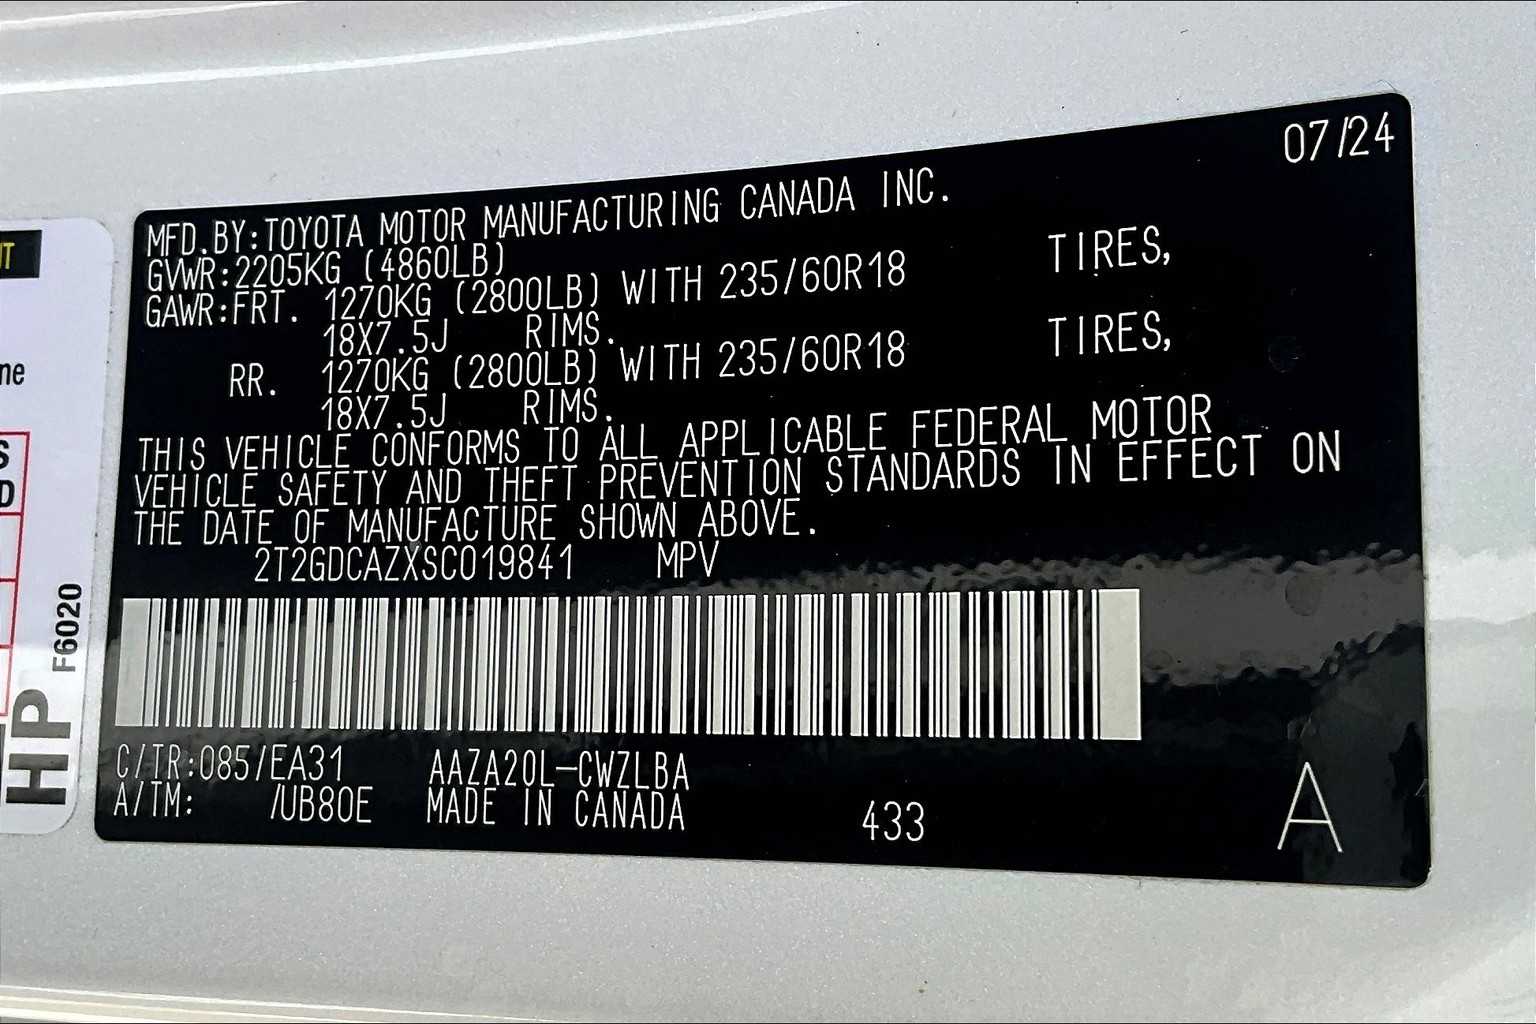 07/24
MFD.BY:TOYOTA MOTOR MANUFACTURING CANADA INC.
GVWR:2205KG (4860LB)
GAWR:FRT. 1270KG (2800LB) WITH 235/60R18 TIRES,
18X7.5J RIMS.
RR. 1270KG (2800LB) WITH 235/60R18 TIRES,
18X7.5J RIMS.
THIS VEHICLE CONFORMS TO ALL APPLICABLE FEDERAL MOTOR
VEHICLE SAFETY AND THEFT PREVENTION STANDARDS IN EFFECT ON
THE DATE OF MANUFACTURE SHOWN ABOVE.
2T2GDCAZXSC019841 MPV
C/TR:085/EA31 AAZA20L-CWZLBA
A/TM: /UB80E MADE IN CANADA 433 A
F6020
HP